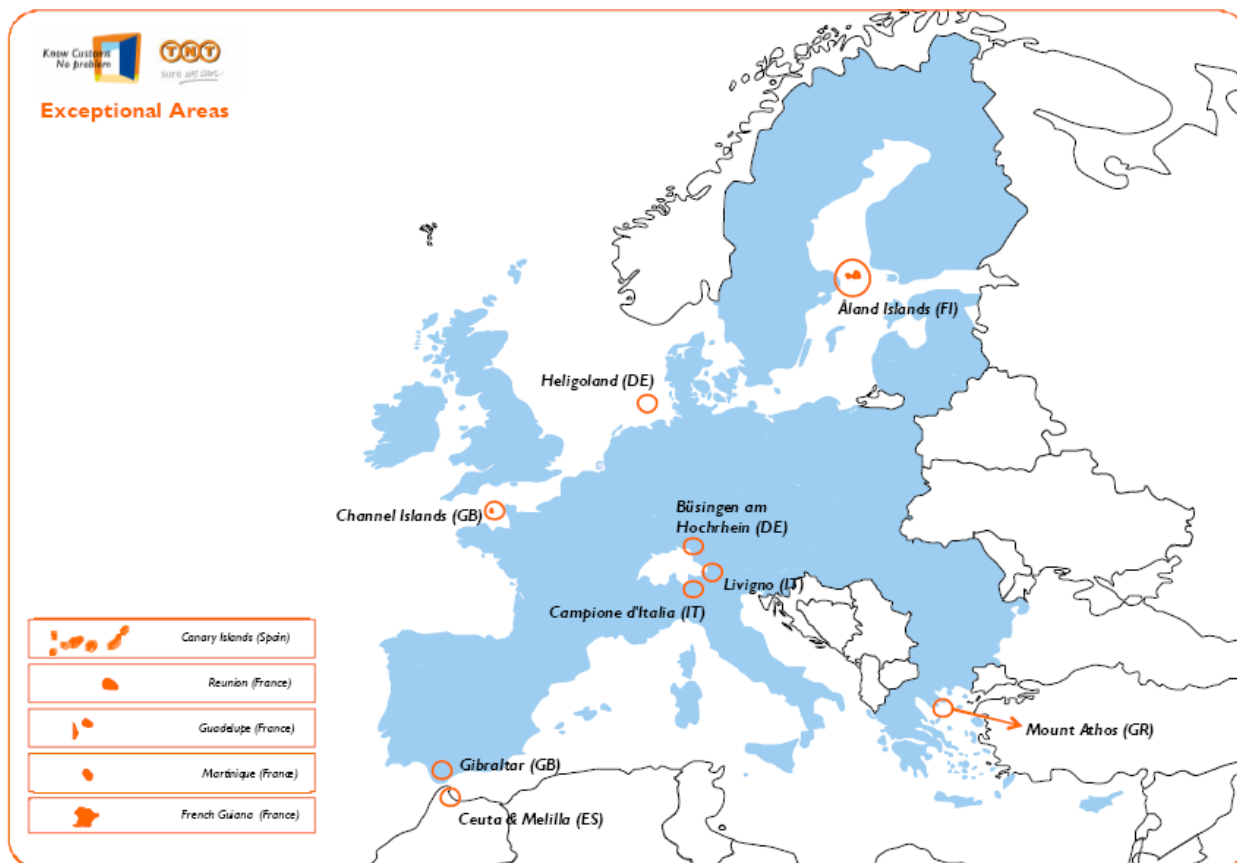 Know Customs
No problem
TNT
sure we can
Exceptional Areas
Åland Islands (FI)
Heligoland (DE)
Channel Islands (GB)
Büsingen am
Hochrhein (DE)
Livigno (IT)
Campione d'Italia (IT)
Canary Islands (Spain)
Reunion (France)
Guadelupe (France)
Martinique (France)
French Guiana (France)
Mount Athos (GR)
Gibraltar (GB)
Ceuta & Melilla (ES)